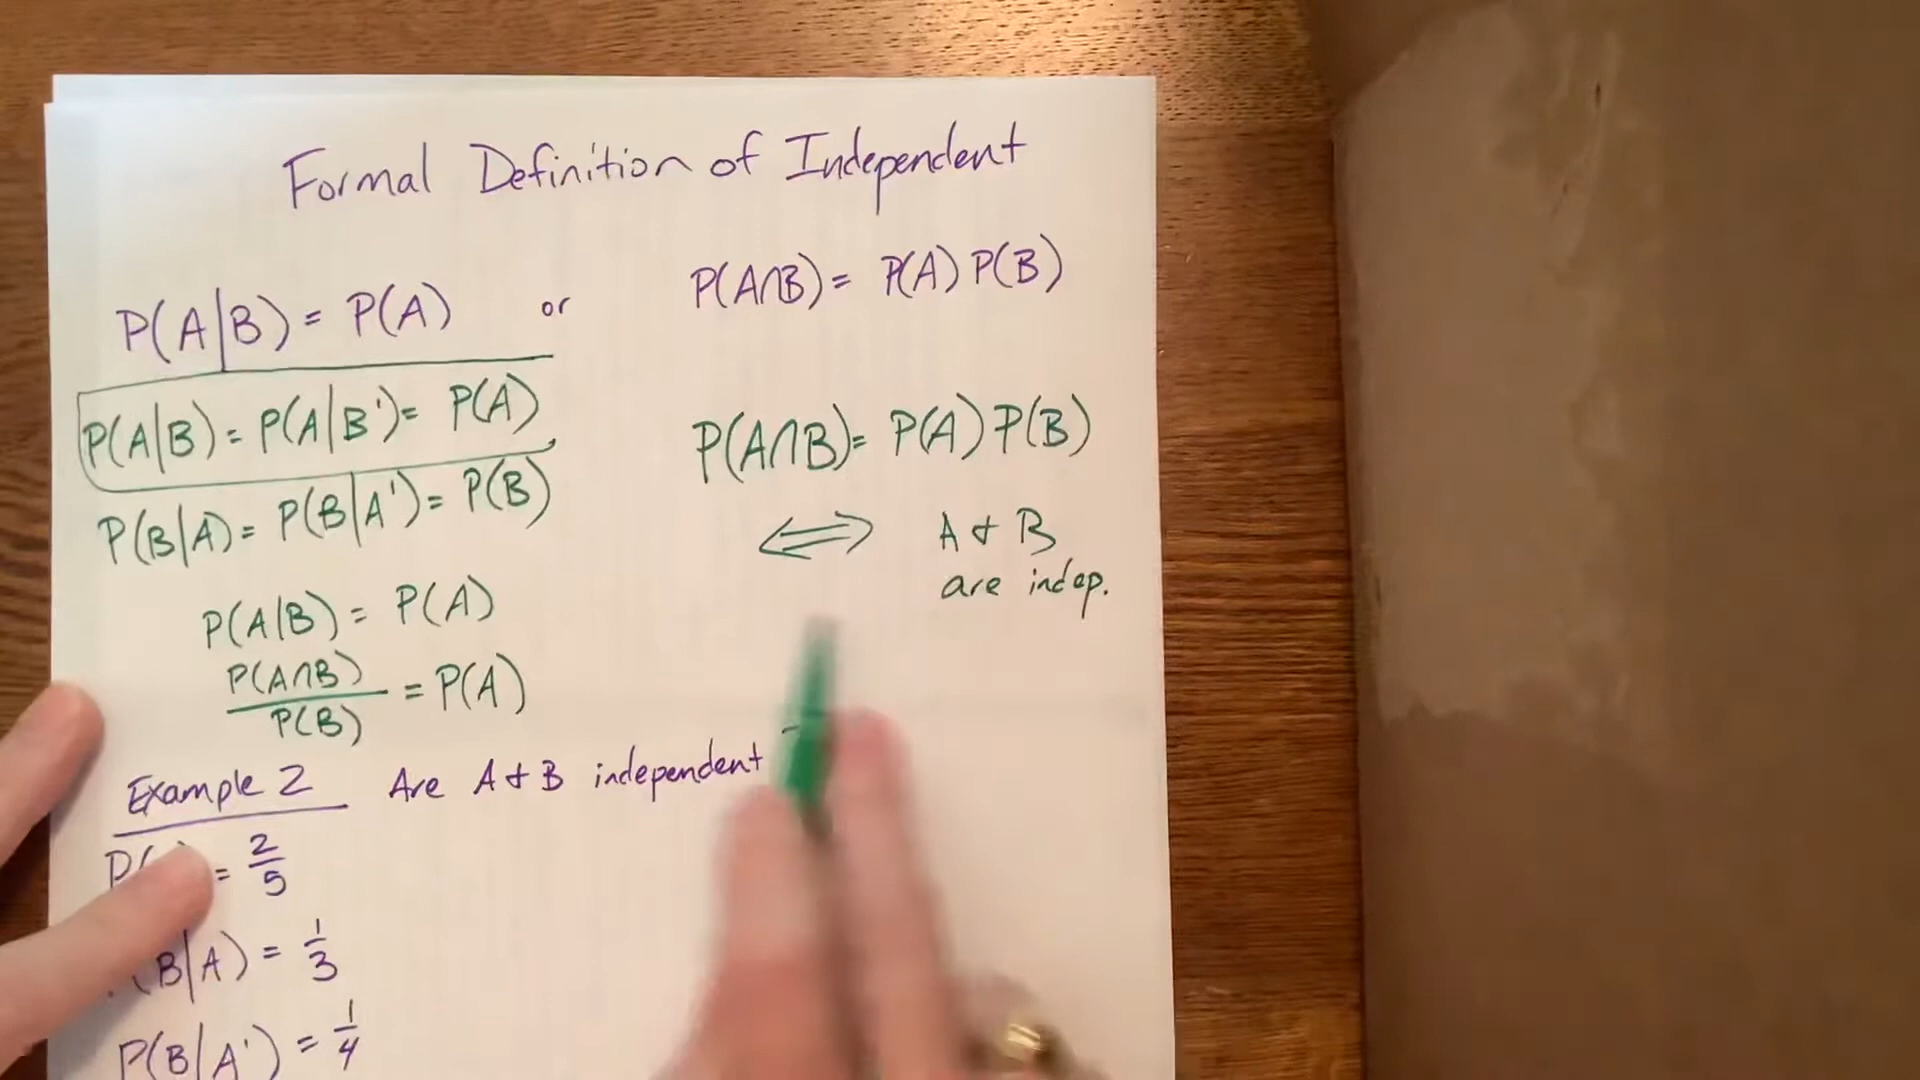 Formal Definition of Independent
P(A|B) = P(A) or P(A∩B) = P(A) P(B)
P(A|B) = P(A|B') = P(A)
P(B|A) = P(B|A') = P(B)
P(A∩B) = P(A) P(B)
⟺ A + B
are indep.
P(A|B) = P(A)
P(A∩B)
P(B)
= P(A)
Example 2 Are A + B independent
P( = 2/5
(B|A) = 1/3
P(B|A') = 1/4